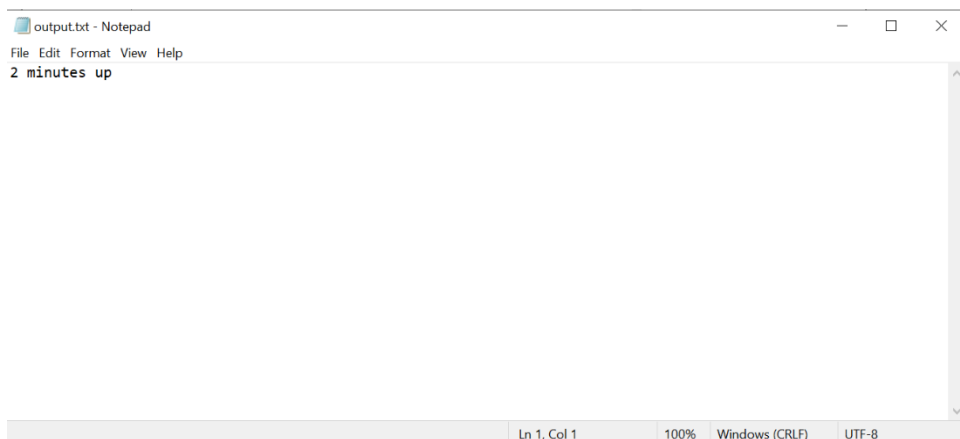 output.txt - Notepad
File Edit Format View Help
2 minutes up
Ln 1, Col 1 100% Windows (CRLF) UTF-8